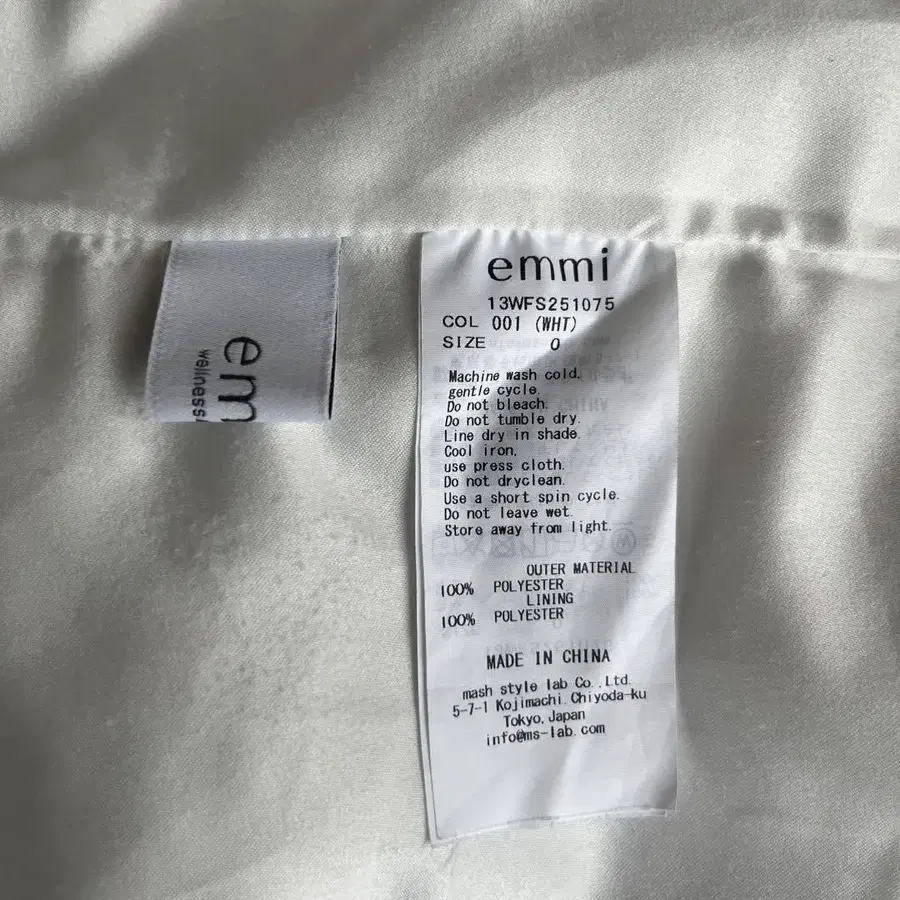 emmi
13WFS251075
COL 001 (WHT)
SIZE 0
Machine wash cold.
gentle cycle.
Do not bleach.
Do not tumble dry.
Line dry in shade.
Cool iron,
use press cloth.
Do not dryclean.
Use a short spin cycle.
Do not leave wet.
Store away from light.
OUTER MATERIAL
100% POLYESTER
LINING
100% POLYESTER
MADE IN CHINA
mash style lab Co.,Ltd.
5-7-1 Kojimachi.Chiyoda-ku
Tokyo,Japan
info@ms-lab.com
em
wellness